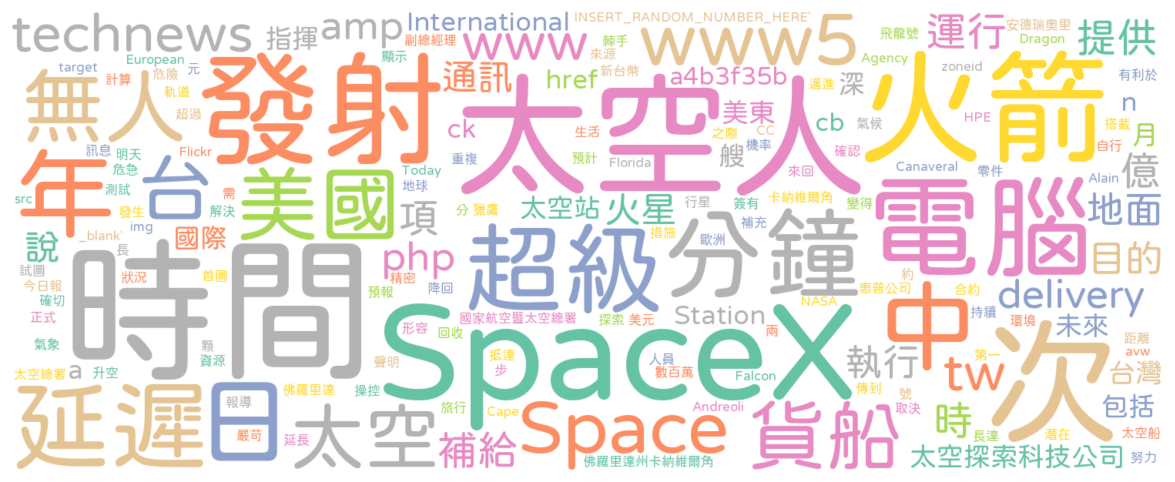 technews
指揮
amp
International
www
INSERT_RANDOM_NUMBER_HERE'
www5
運行
安德瑞奧里
提供
副總經理
棘手
來源
飛龍號
Dragon
target
European
顯示
通訊
href
新台幣
a4b3f35b
邁進
深
Agency
zoneid
有利於
計算
危險
元
軌道
超過
無人
發射
太空人
火箭
美東
n
搭載
ck
生活
之際
CC
cb
氣候
HPE
月
訊息
明天
Flickr
重複
預計
Florida
艘
機率
確認
自行
年
台
危急
測試
需
解決
美國
Today
地球
來回
Canaveral
零件
億
src
發生
img
項
分
獵鷹
太空站
火星
行星
簽有
卡納維爾角
變得
電腦
Alain
地面
_blank'
說
長
國際
措施
歐洲
補充
試圖
狀況
首圖
時間
php
精密
超級
分鐘
目的
今日報
確切
預報
降回
NASA
惠普公司
約
合約
delivery
正式
形容
回收
國家航空暨太空總署
探索
美元
Station
兩
中
持續
環境
未來
氣象
顆
資源
聲明
抵達
步
SpaceX
人員
數百萬
Falcon
執行
傳到
第一
tw
次
距離
avw
台灣
太空總署
升空
a
佛羅里達
操控
旅行
Cape
Andreoli
號
取決
時
包括
延遲
日
報導
嚴苛
延長
太空
補給
Space
佛羅里達州卡納維爾角
貨船
長達
潛在
太空船
太空探索科技公司
努力